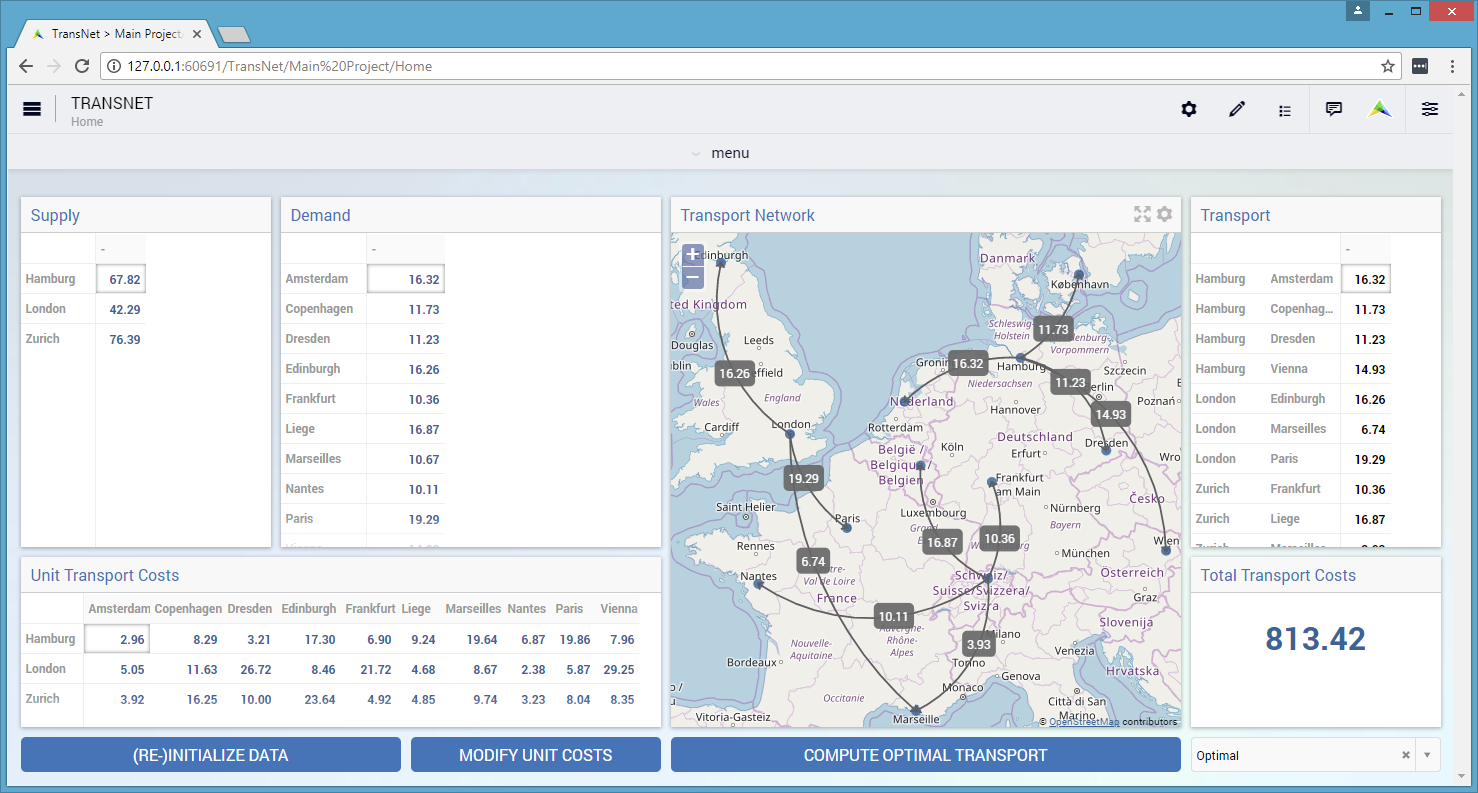 TransNet > Main Project
127.0.0.1:60691/TransNet/Main%20Project/Home
TRANSNET
Home
menu
Supply
-
Hamburg 67.82
London 42.29
Zurich 76.39
Demand
-
Amsterdam 16.32
Copenhagen 11.73
Dresden 11.23
Edinburgh 16.26
Frankfurt 10.36
Liege 16.87
Marseilles 10.67
Nantes 10.11
Paris 19.29
Transport Network
+
−
dinburgh
Danmark
København
ted Kingdom
Schleswig-
Holstein
11.73
lenburg-
Vorpommern
Douglas
Leeds
blin
16.26
effield
Groni
16.32
Hamburg
Szczecin
Niedersachsen
11.23
erlin
England
Wales
Nederland
Hannover
14.93
Poznań
Cardiff
London
Rotterdam
Deutschland
Dresden
België /
Belgique /
Belgien
Köln
Erfurt
Wro
19.29
Frankfurt
am Main
Česko
Saint Helier
Paris
Luxembourg
Nürnberg
Grand
Bayern
Rennes
16.87
10.36
Wien
München
6.74
Nantes
tre-
Val de Loire
France
Schweiz/
Suisse/Svizzera/
Svizra
Österreich
Graz
10.11
Auvergne-
Rhône-
Alpes
Slovenija
Nouvelle-
Aquitaine
3.93
Milano
Torino
Venezia
Bordeaux
Hrvatska
Genova
Occitanie
Monaco
Città di San
Marino
Vitoria-Gasteiz
Marseille
© OpenStreetMap contributors
Transport
-
Hamburg Amsterdam 16.32
Hamburg Copenhag... 11.73
Hamburg Dresden 11.23
Hamburg Vienna 14.93
London Edinburgh 16.26
London Marseilles 6.74
London Paris 19.29
Zurich Frankfurt 10.36
Zurich Liege 16.87
Zurich Marseilles
Unit Transport Costs
Amsterdam Copenhagen Dresden Edinburgh Frankfurt Liege Marseilles Nantes Paris Vienna
Hamburg 2.96 8.29 3.21 17.30 6.90 9.24 19.64 6.87 19.86 7.96
London 5.05 11.63 26.72 8.46 21.72 4.68 8.67 2.38 5.87 29.25
Zurich 3.92 16.25 10.00 23.64 4.92 4.85 9.74 3.23 8.04 8.35
Total Transport Costs
813.42
(RE-)INITIALIZE DATA
MODIFY UNIT COSTS
COMPUTE OPTIMAL TRANSPORT
Optimal